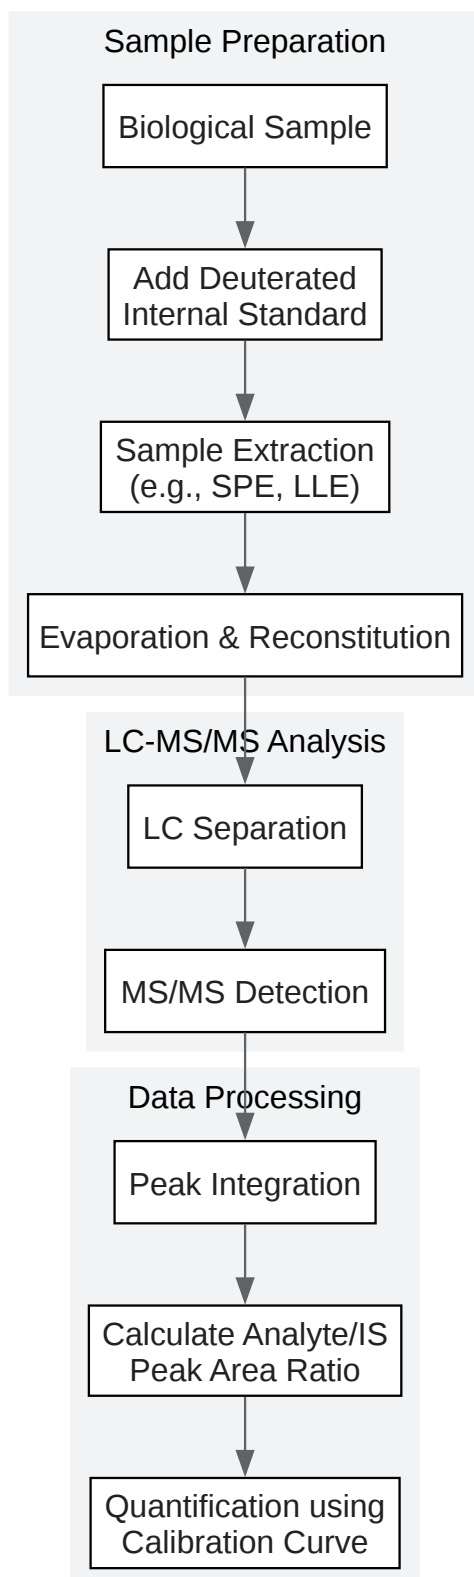 Sample Preparation
Biological Sample
Add Deuterated
Internal Standard
Sample Extraction
(e.g., SPE, LLE)
Evaporation & Reconstitution
LC-MS/MS Analysis
LC Separation
MS/MS Detection
Data Processing
Peak Integration
Calculate Analyte/IS
Peak Area Ratio
Quantification using
Calibration Curve